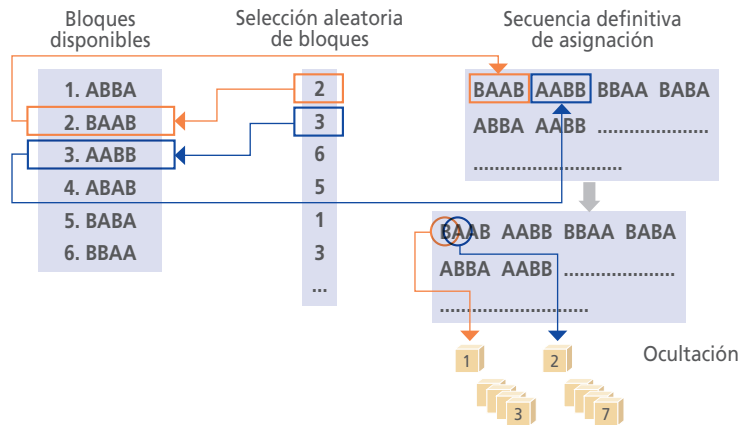 Bloques
disponibles
Selección aleatoria
de bloques
Secuencia definitiva
de asignación
1. ABBA
2. BAAB
3. AABB
4. ABAB
5. BABA
6. BBAA
2
3
6
5
1
3
...
BAAB AABB BBAA BABA
ABBA AABB .......................
...............................
BAAB AABB BBAA BABA
ABBA AABB .......................
...............................
1
2
3
7
Ocultación